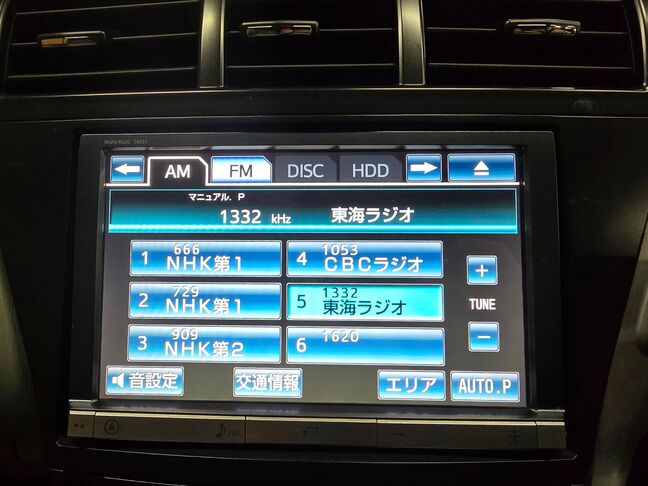 NHZA-X62G 76051
AM FM DISC HDD
マニュアル. P
1332 kHz 東海ラジオ
1 666 NHK第1
4 1053 CBCラジオ
2 729 NHK第1
5 1332 東海ラジオ
3 909 NHK第2
6 1620
+
TUNE
−
音設定 交通情報 エリア AUTO.P